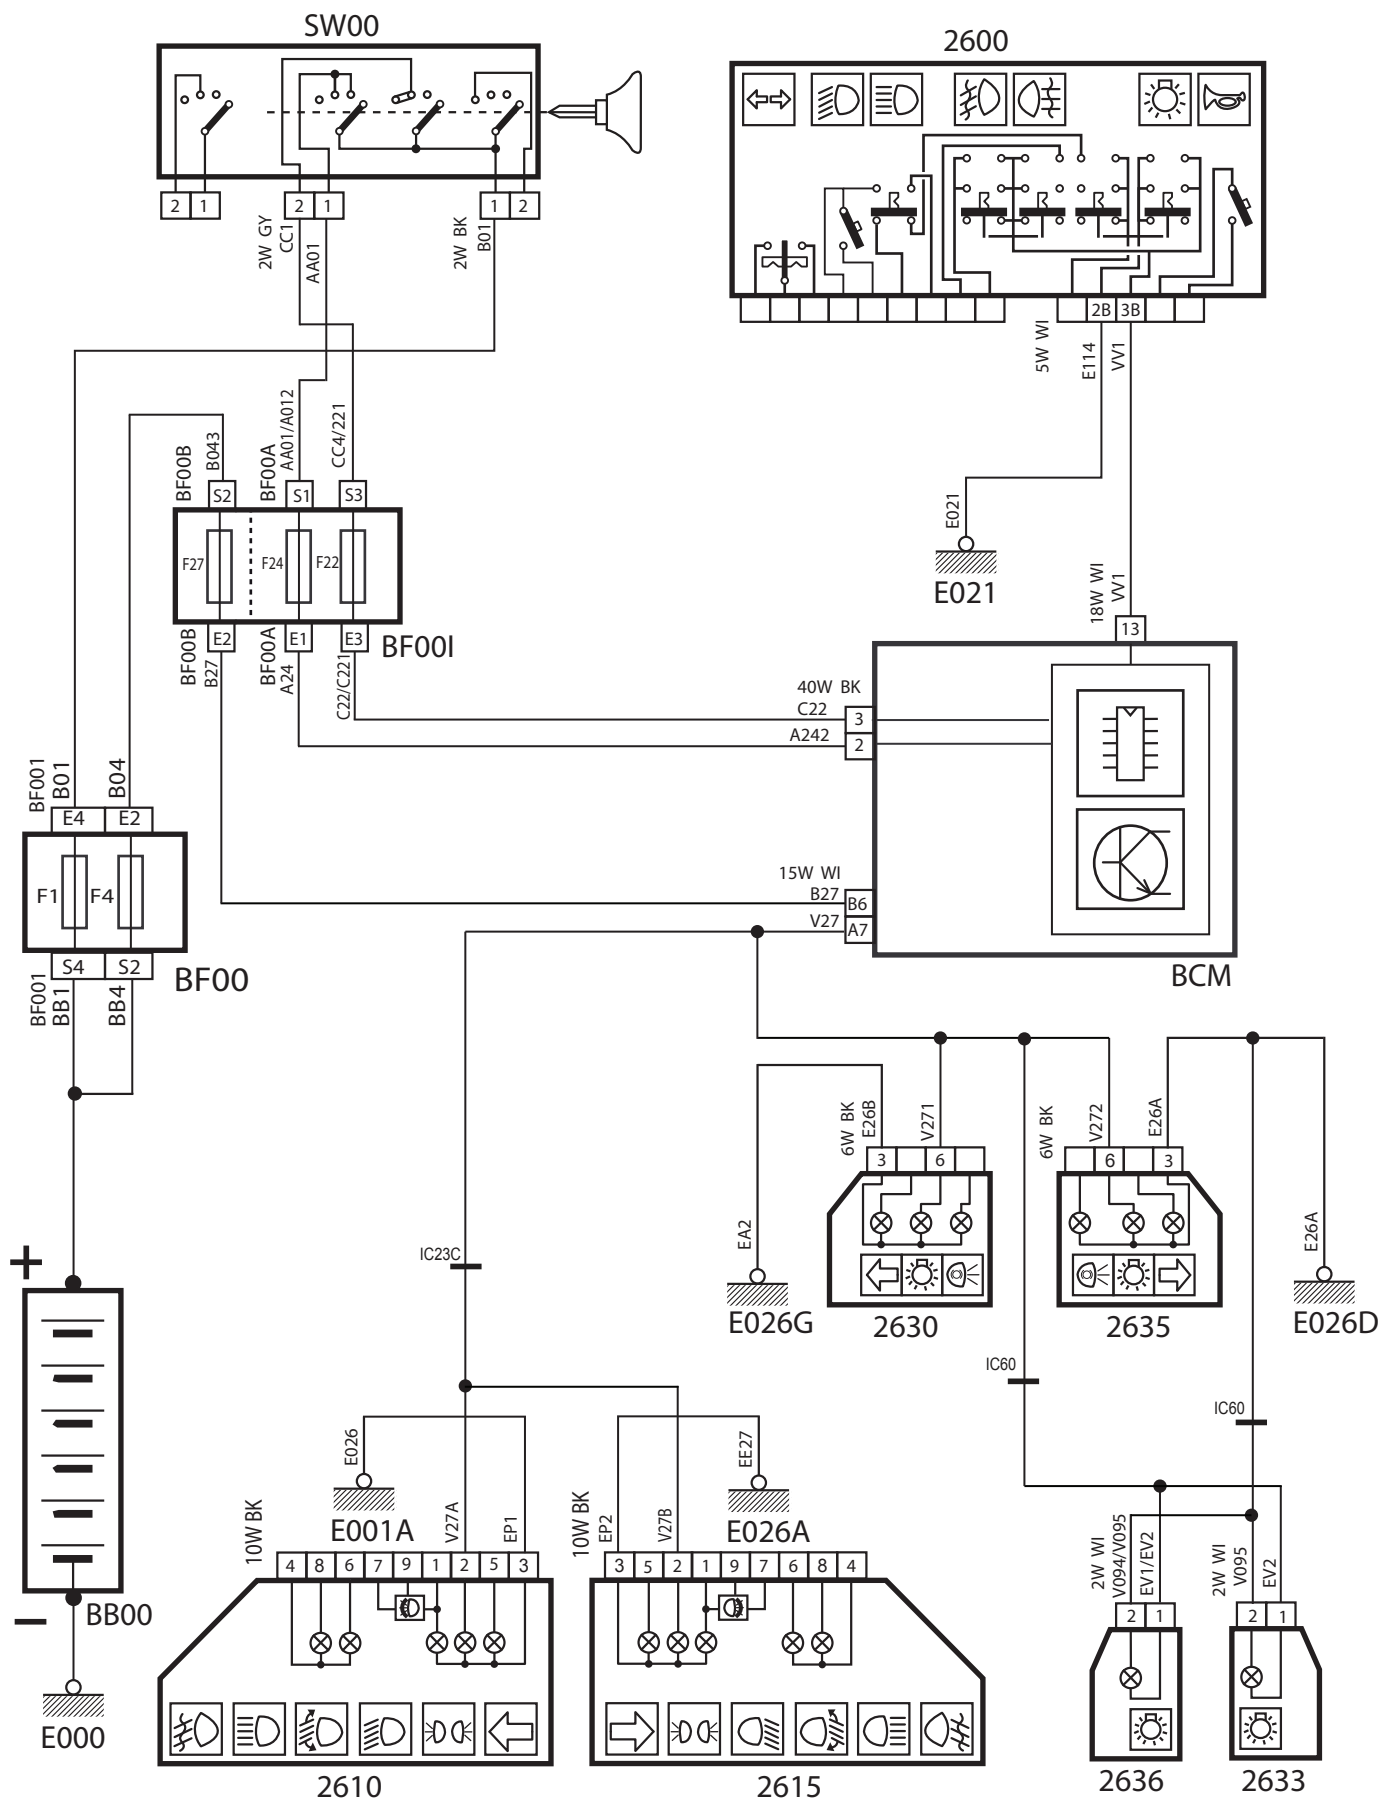 SW00
2600
2 1
2 1
1 2
2W GY
CC1
AA01
2W BK
B01
2B 3B
5W WI
E114
VV1
BF00B
B043
BF00A
AA01/A012
CC4/221
S2
S1
S3
F27
F24
F22
E2
E1
E3
BF00I
BF00B
B27
BF00A
A24
C22/C221
E021
E021
18W WI
VV1
13
40W BK
C22
3
A242
2
BF001
B01
B04
E4 E2
F1
F4
S4 S2
BF00
BF001
BB1
BB4
15W WI
B27
B6
V27
A7
BCM
6W BK
E26B
V271
3 6
6W BK
V272
E26A
6 3
EA2
E026G
2630
2635
E26A
E026D
IC23C
IC60
IC60
+
−
BB00
E000
E026
E001A
EE27
E026A
10W BK
V27A
EP1
4 8 6 7 9 1 2 5 3
10W BK
EP2
V27B
3 5 2 1 9 7 6 8 4
2W WI
V094/V095
EV1/EV2
2 1
2W WI
V095
EV2
2 1
2610
2615
2636
2633